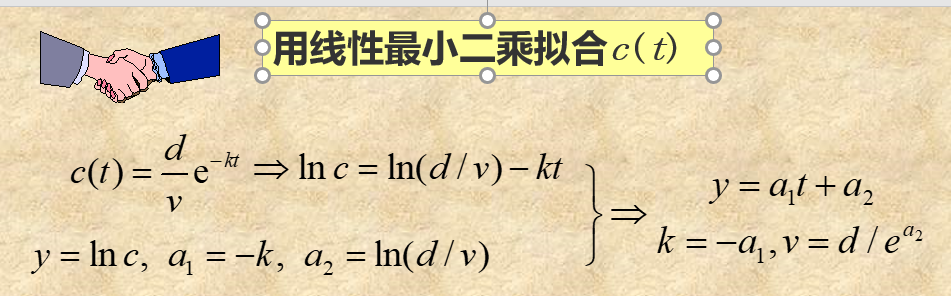 用线性最小二乘拟合c(t)
c(t) = d/v e^{-kt} ⇒ ln c = ln(d / v) − kt
y = ln c, a₁ = −k, a₂ = ln(d / v)
} ⇒
y = a₁t + a₂
k = −a₁, v = d / e^{a₂}